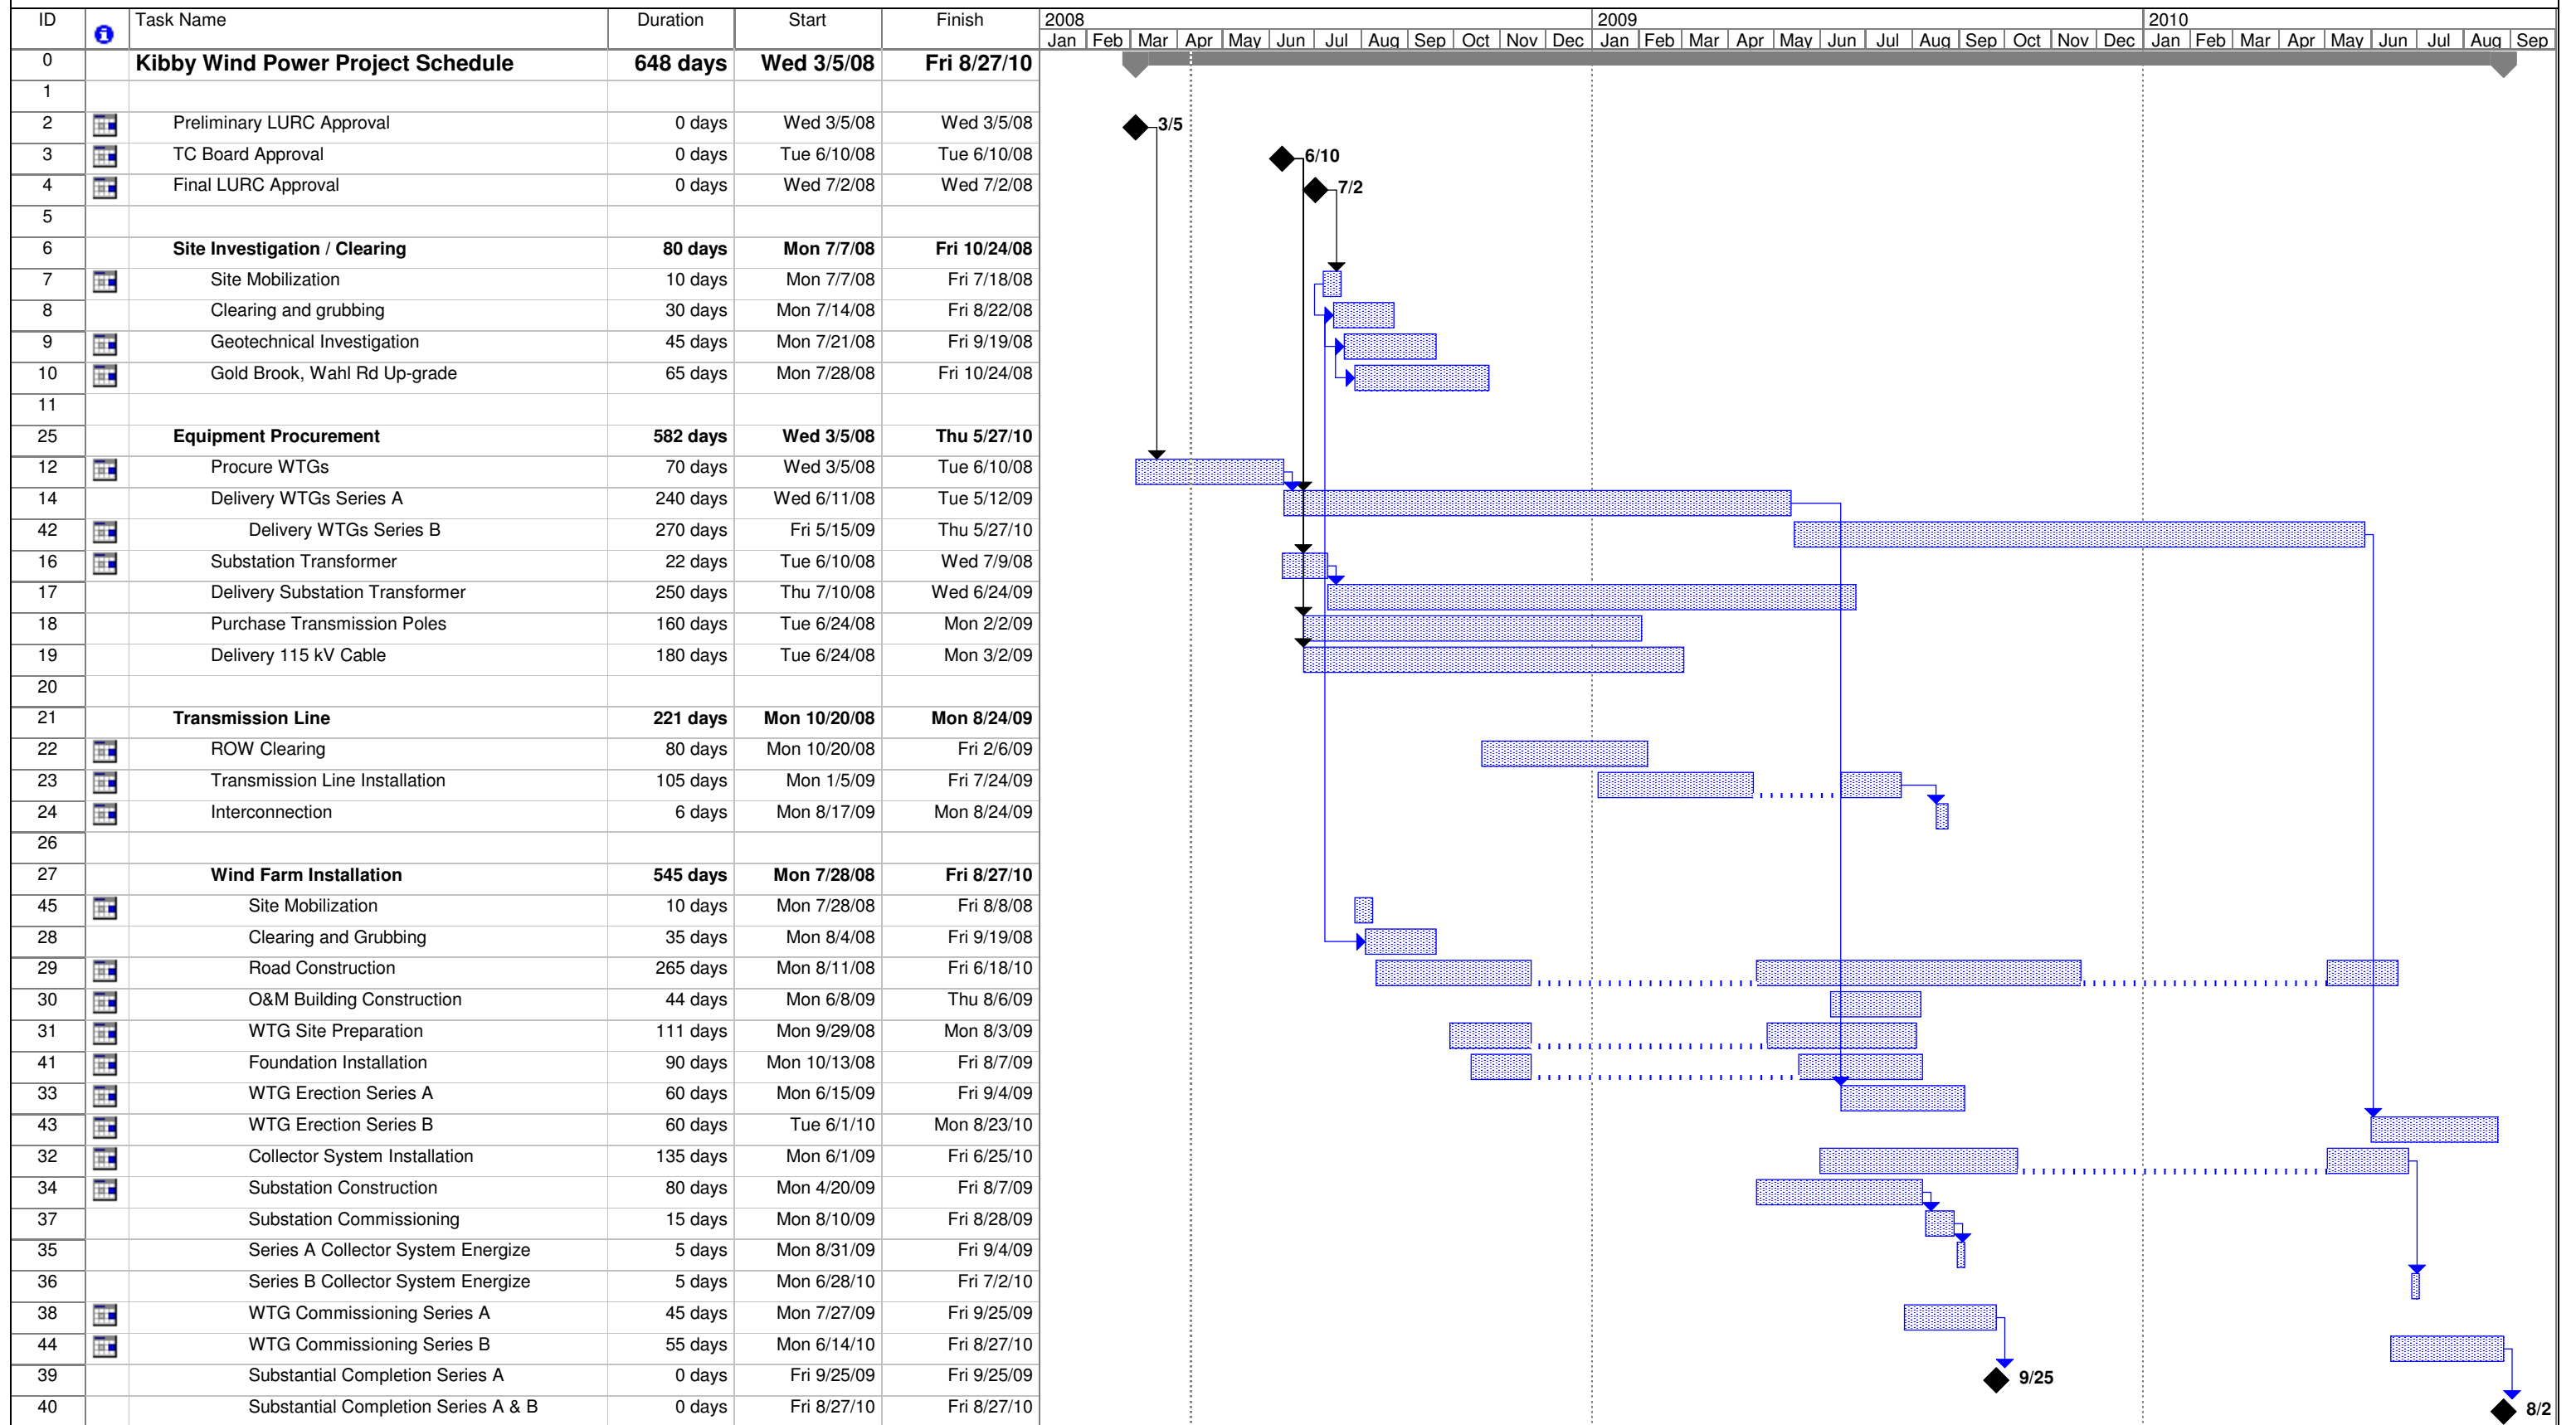 ID Task Name Duration Start Finish 2008 2009 2010
Jan Feb Mar Apr May Jun Jul Aug Sep Oct Nov Dec Jan Feb Mar Apr May Jun Jul Aug Sep Oct Nov Dec Jan Feb Mar Apr May Jun Jul Aug Sep
0 Kibby Wind Power Project Schedule 648 days Wed 3/5/08 Fri 8/27/10
1
2 Preliminary LURC Approval 0 days Wed 3/5/08 Wed 3/5/08 3/5
3 TC Board Approval 0 days Tue 6/10/08 Tue 6/10/08 6/10
4 Final LURC Approval 0 days Wed 7/2/08 Wed 7/2/08 7/2
5
6 Site Investigation / Clearing 80 days Mon 7/7/08 Fri 10/24/08
7 Site Mobilization 10 days Mon 7/7/08 Fri 7/18/08
8 Clearing and grubbing 30 days Mon 7/14/08 Fri 8/22/08
9 Geotechnical Investigation 45 days Mon 7/21/08 Fri 9/19/08
10 Gold Brook, Wahl Rd Up-grade 65 days Mon 7/28/08 Fri 10/24/08
11
25 Equipment Procurement 582 days Wed 3/5/08 Thu 5/27/10
12 Procure WTGs 70 days Wed 3/5/08 Tue 6/10/08
14 Delivery WTGs Series A 240 days Wed 6/11/08 Tue 5/12/09
42 Delivery WTGs Series B 270 days Fri 5/15/09 Thu 5/27/10
16 Substation Transformer 22 days Tue 6/10/08 Wed 7/9/08
17 Delivery Substation Transformer 250 days Thu 7/10/08 Wed 6/24/09
18 Purchase Transmission Poles 160 days Tue 6/24/08 Mon 2/2/09
19 Delivery 115 kV Cable 180 days Tue 6/24/08 Mon 3/2/09
20
21 Transmission Line 221 days Mon 10/20/08 Mon 8/24/09
22 ROW Clearing 80 days Mon 10/20/08 Fri 2/6/09
23 Transmission Line Installation 105 days Mon 1/5/09 Fri 7/24/09
24 Interconnection 6 days Mon 8/17/09 Mon 8/24/09
26
27 Wind Farm Installation 545 days Mon 7/28/08 Fri 8/27/10
45 Site Mobilization 10 days Mon 7/28/08 Fri 8/8/08
28 Clearing and Grubbing 35 days Mon 8/4/08 Fri 9/19/08
29 Road Construction 265 days Mon 8/11/08 Fri 6/18/10
30 O&M Building Construction 44 days Mon 6/8/09 Thu 8/6/09
31 WTG Site Preparation 111 days Mon 9/29/08 Mon 8/3/09
41 Foundation Installation 90 days Mon 10/13/08 Fri 8/7/09
33 WTG Erection Series A 60 days Mon 6/15/09 Fri 9/4/09
43 WTG Erection Series B 60 days Tue 6/1/10 Mon 8/23/10
32 Collector System Installation 135 days Mon 6/1/09 Fri 6/25/10
34 Substation Construction 80 days Mon 4/20/09 Fri 8/7/09
37 Substation Commissioning 15 days Mon 8/10/09 Fri 8/28/09
35 Series A Collector System Energize 5 days Mon 8/31/09 Fri 9/4/09
36 Series B Collector System Energize 5 days Mon 6/28/10 Fri 7/2/10
38 WTG Commissioning Series A 45 days Mon 7/27/09 Fri 9/25/09
44 WTG Commissioning Series B 55 days Mon 6/14/10 Fri 8/27/10
39 Substantial Completion Series A 0 days Fri 9/25/09 Fri 9/25/09 9/25
40 Substantial Completion Series A & B 0 days Fri 8/27/10 Fri 8/27/10 8/2